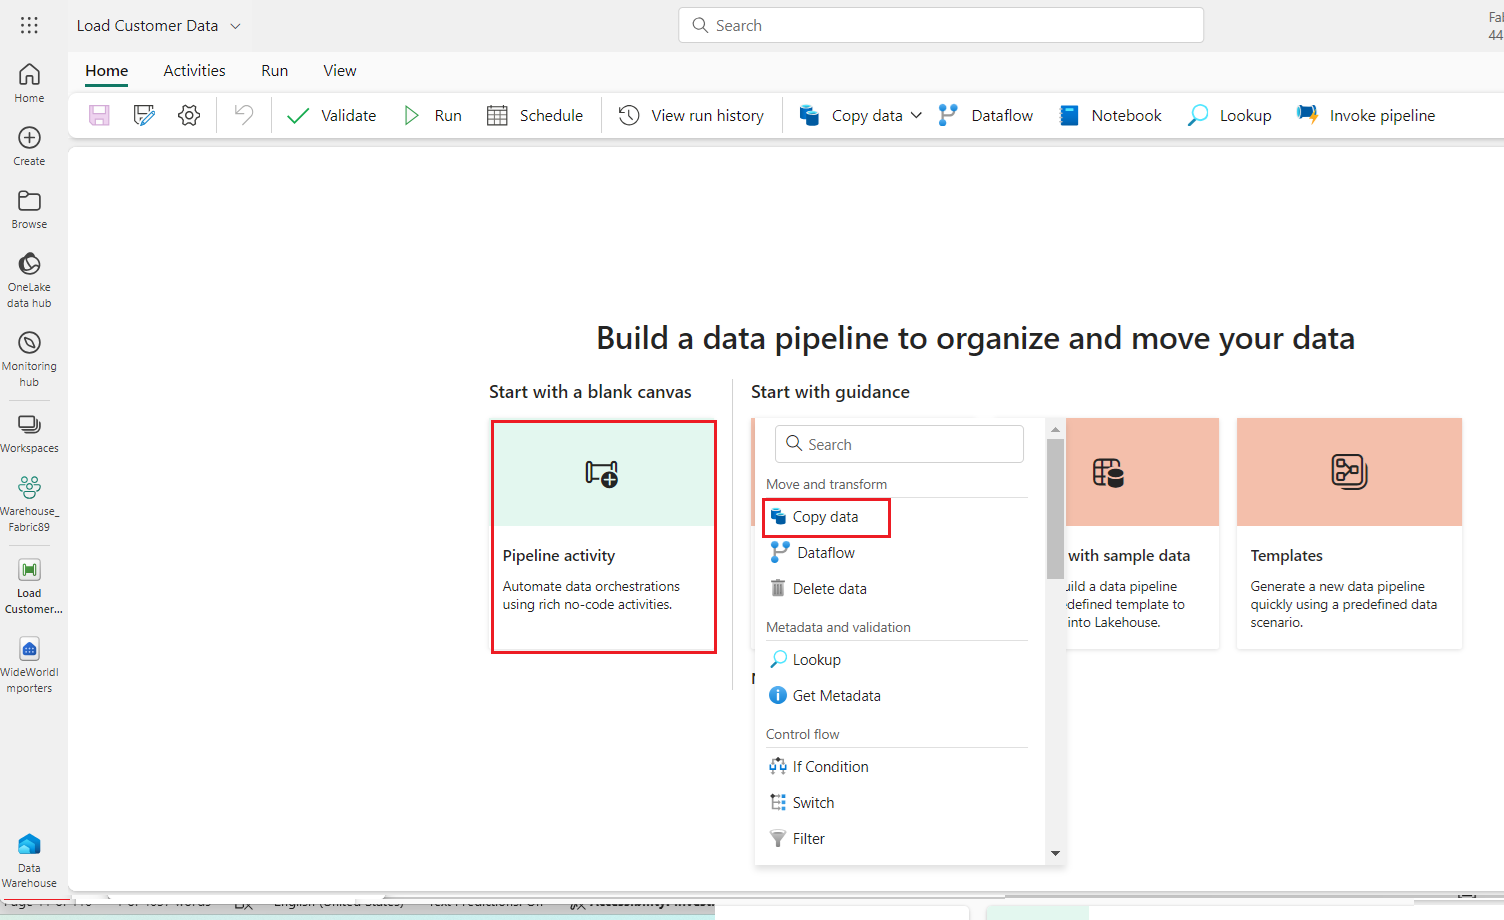 Load Customer Data
Search
Fab
44
Home
Activities
Run
View
Validate
Run
Schedule
View run history
Copy data
Dataflow
Notebook
Lookup
Invoke pipeline
Home
Create
Browse
OneLake
data hub
Monitoring
hub
Workspaces
Warehouse_
Fabric89
Load
Customer...
WideWorldI
mporters
Data
Warehouse
Build a data pipeline to organize and move your data
Start with a blank canvas
Pipeline activity
Automate data orchestrations
using rich no-code activities.
Start with guidance
Search
Move and transform
Copy data
Dataflow
Delete data
Metadata and validation
Lookup
Get Metadata
Control flow
If Condition
Switch
Filter
with sample data
a data pipeline
template to
into Lakehouse.
Templates
Generate a new data pipeline
quickly using a predefined data
scenario.